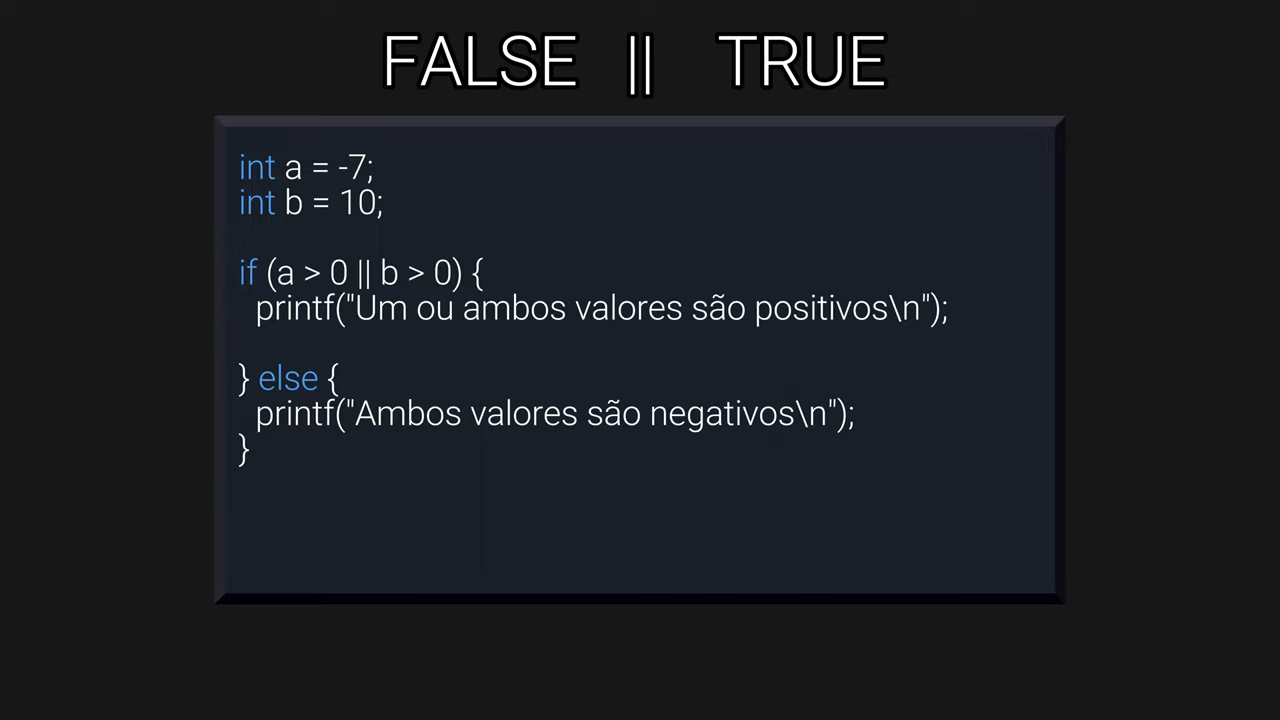 FALSE || TRUE
int a = -7;
int b = 10;
if (a > 0 || b > 0) {
printf("Um ou ambos valores são positivos\n");
} else {
printf("Ambos valores são negativos\n");
}